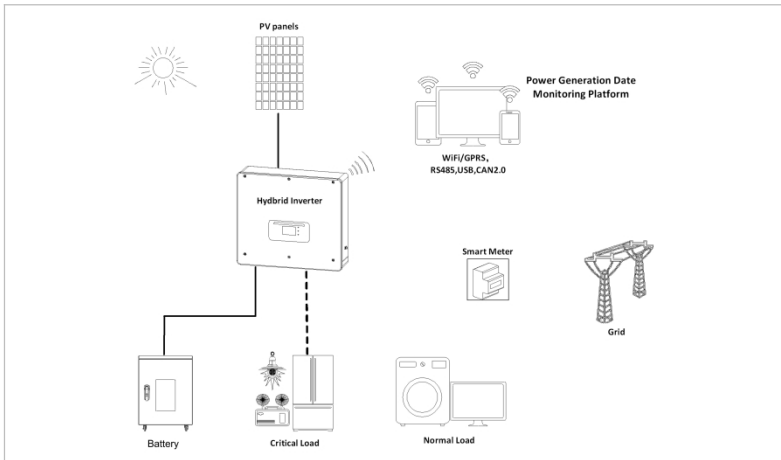 PV panels
Power Generation Date
Monitoring Platform
WiFi/GPRS、
RS485,USB,CAN2.0
Hydbrid Inverter
Smart Meter
Grid
Battery
Critical Load
Normal Load